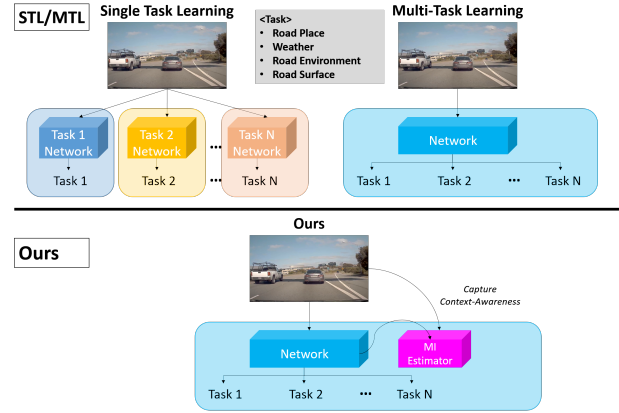 STL/MTL
Single Task Learning
<Task>
• Road Place
• Weather
• Road Environment
• Road Surface
Multi-Task Learning
Task 1
Network
Task 2
Network
...
Task N
Network
Task 1
Task 2
...
Task N
Network
Task 1
Task 2
...
Task N
Ours
Ours
Capture
Context-Awareness
Network
MI
Estimator
Task 1
Task 2
...
Task N